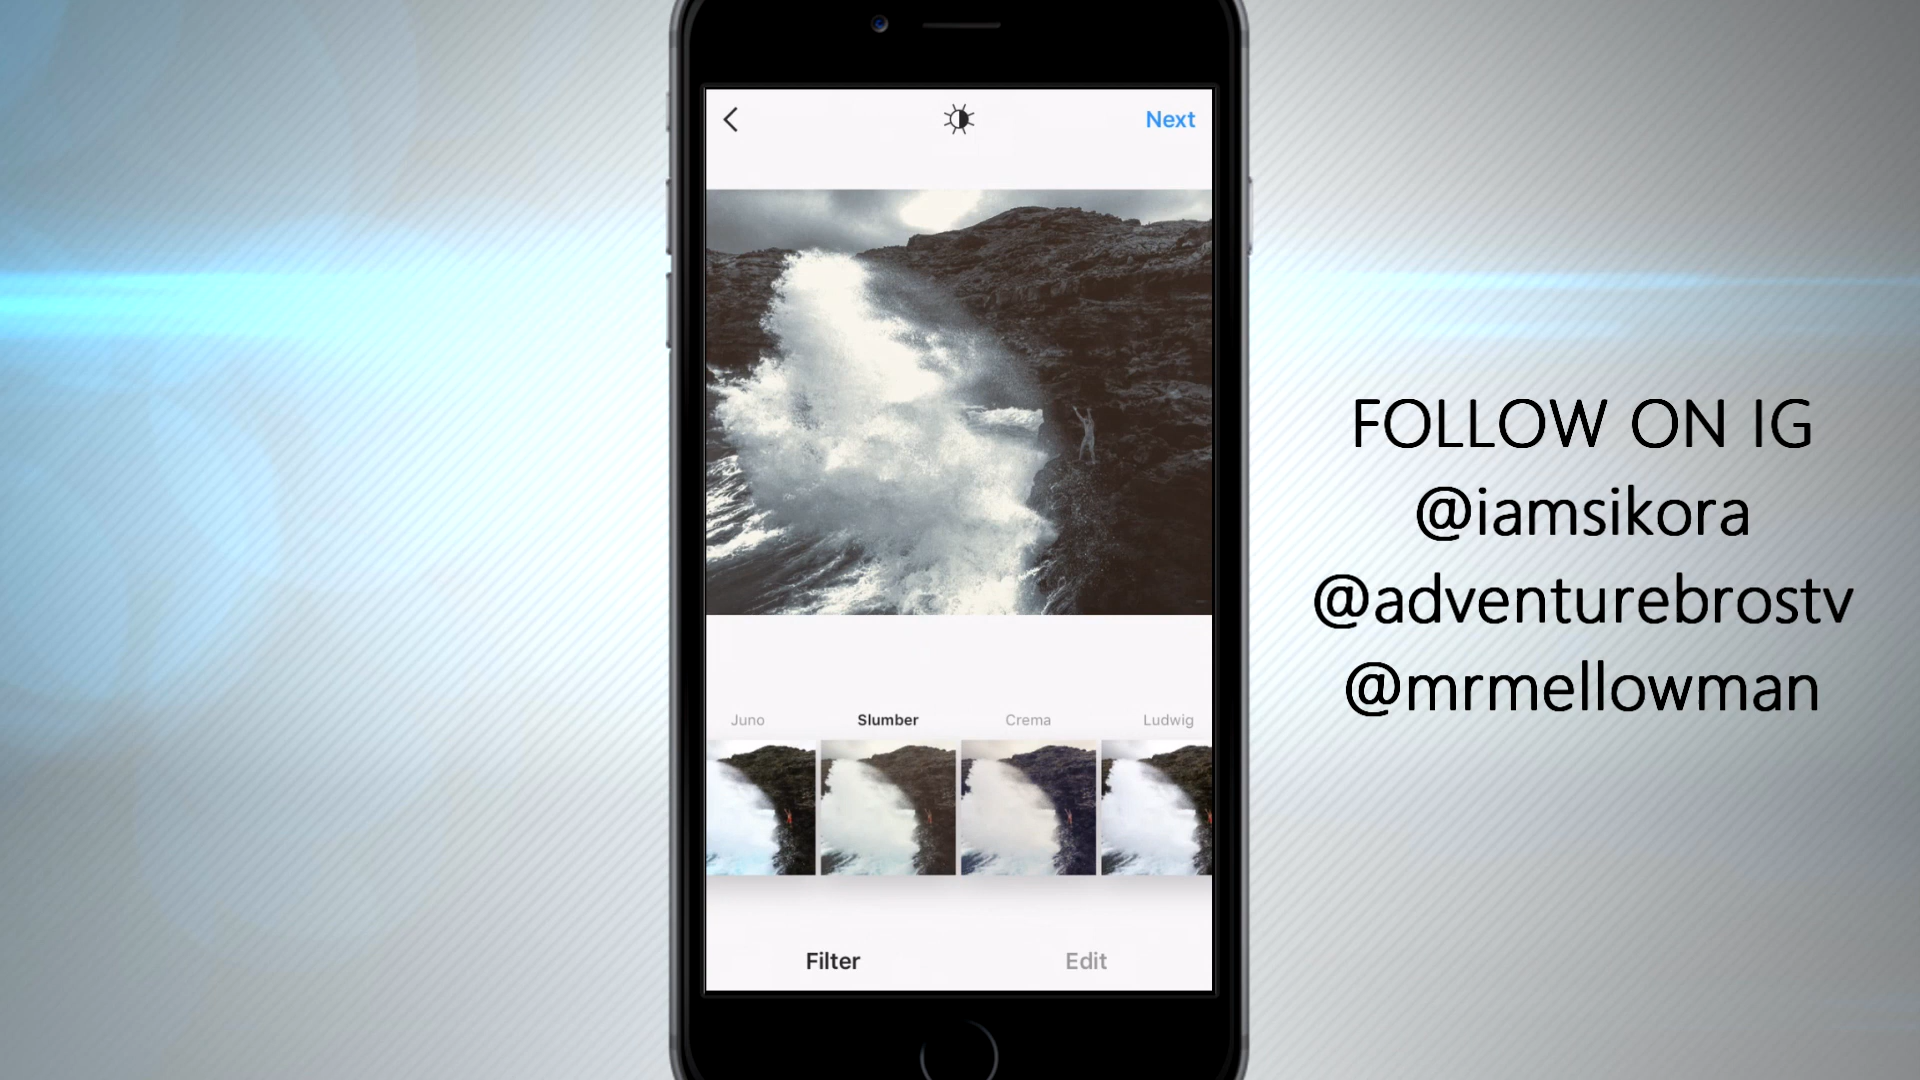 Next
FOLLOW ON IG
@iamsikora
@adventurebrostv
@mrmellowman
Juno Slumber Crema Ludwig
Filter Edit